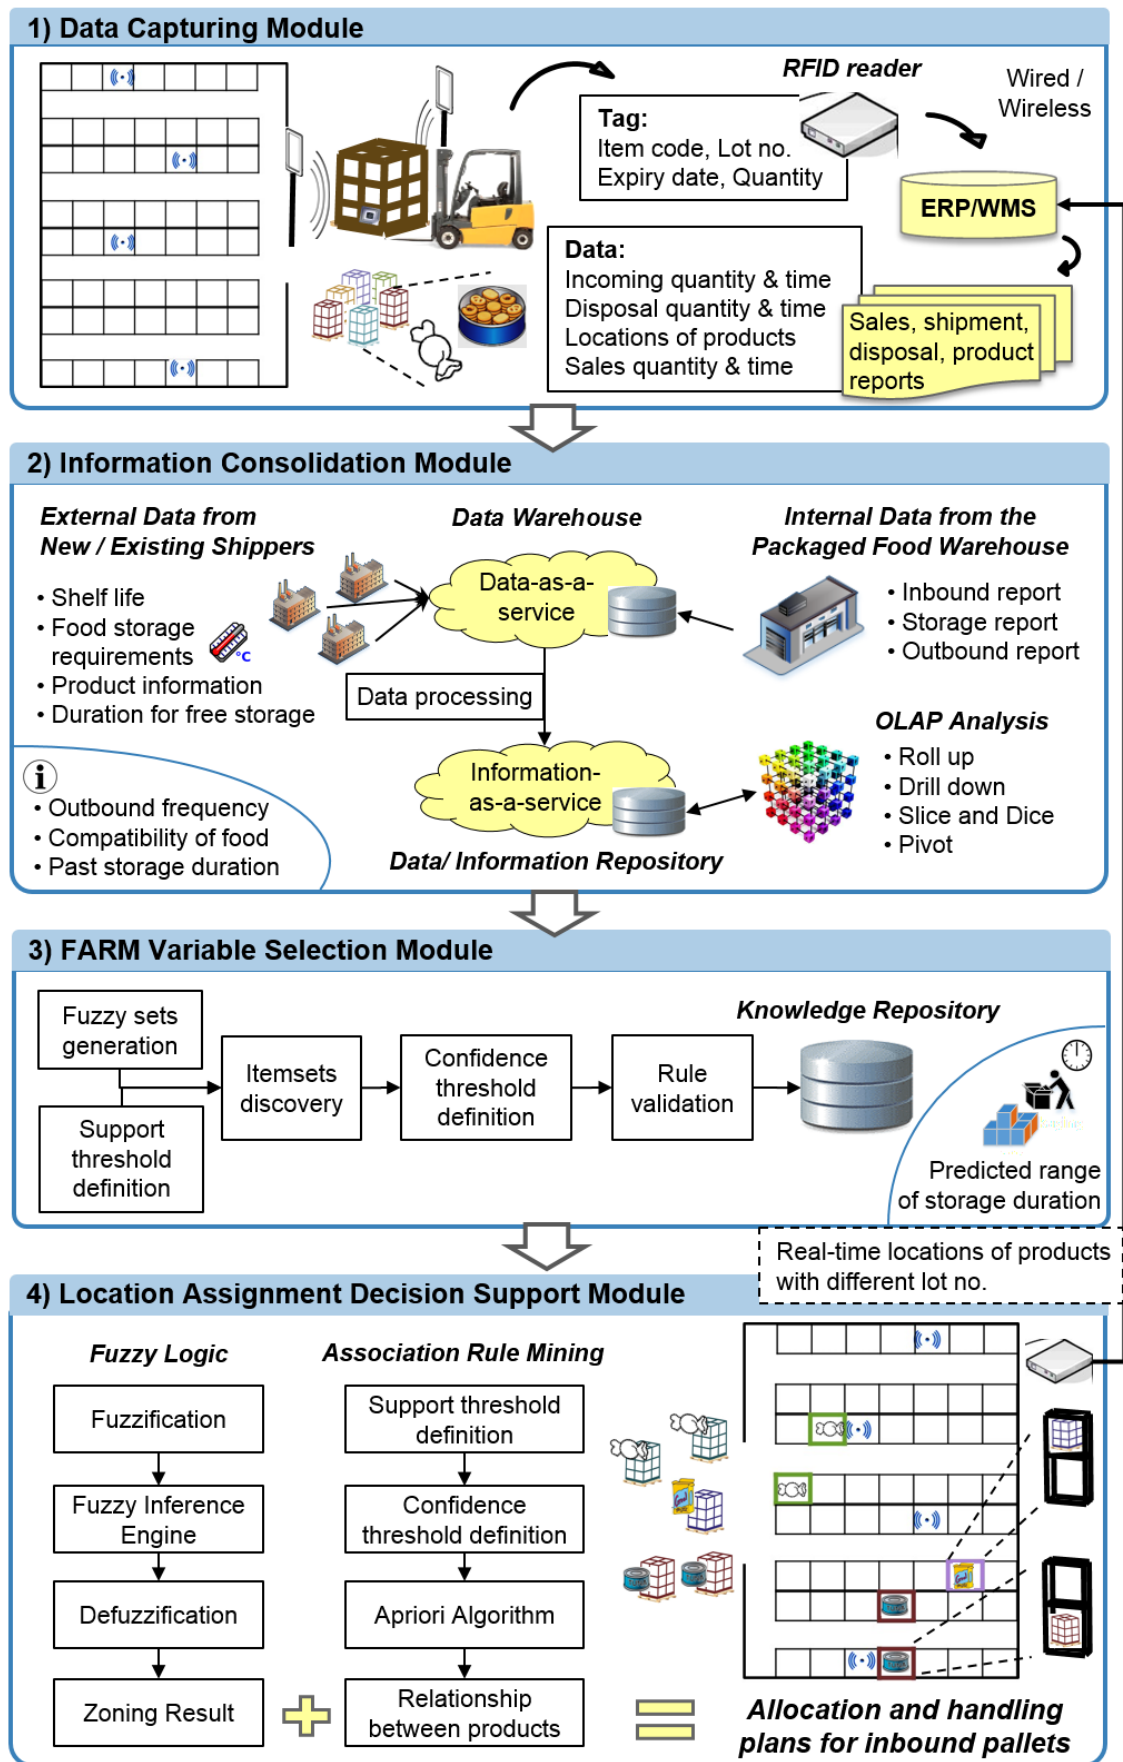 1) Data Capturing Module
RFID reader
Wired /
Wireless
Tag:
Item code, Lot no.
Expiry date, Quantity
ERP/WMS
Data:
Incoming quantity & time
Disposal quantity & time
Locations of products
Sales quantity & time
Sales, shipment,
disposal, product
reports
2) Information Consolidation Module
External Data from
New / Existing Shippers
• Shelf life
• Food storage
requirements
°C
• Product information
• Duration for free storage
Data Warehouse
Data-as-a-
service
Internal Data from the
Packaged Food Warehouse
• Inbound report
• Storage report
• Outbound report
Data processing
i
• Outbound frequency
• Compatibility of food
• Past storage duration
Information-
as-a-service
Data/ Information Repository
OLAP Analysis
• Roll up
• Drill down
• Slice and Dice
• Pivot
3) FARM Variable Selection Module
Fuzzy sets
generation
Support
threshold
definition
Itemsets
discovery
Confidence
threshold
definition
Rule
validation
Knowledge Repository
Predicted range
of storage duration
Real-time locations of products
with different lot no.
4) Location Assignment Decision Support Module
Fuzzy Logic
Fuzzification
Fuzzy Inference
Engine
Defuzzification
Zoning Result
Association Rule Mining
Support threshold
definition
Confidence
threshold definition
Apriori Algorithm
Relationship
between products
Allocation and handling
plans for inbound pallets